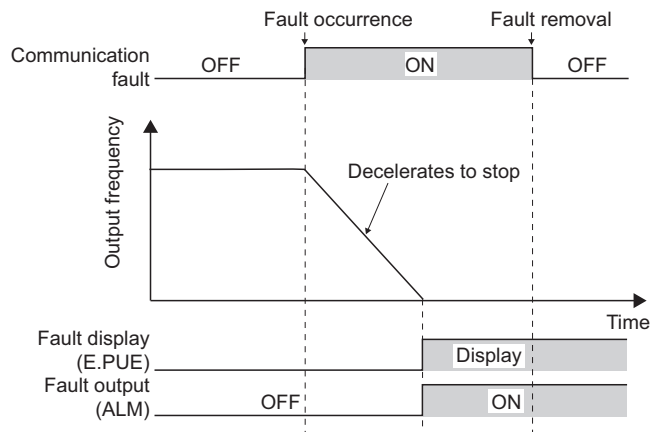 Fault occurrence
Fault removal
Communication
fault
OFF
ON
OFF
Output frequency
Decelerates to stop
Time
Fault display
(E.PUE)
Display
Fault output
(ALM)
OFF
ON